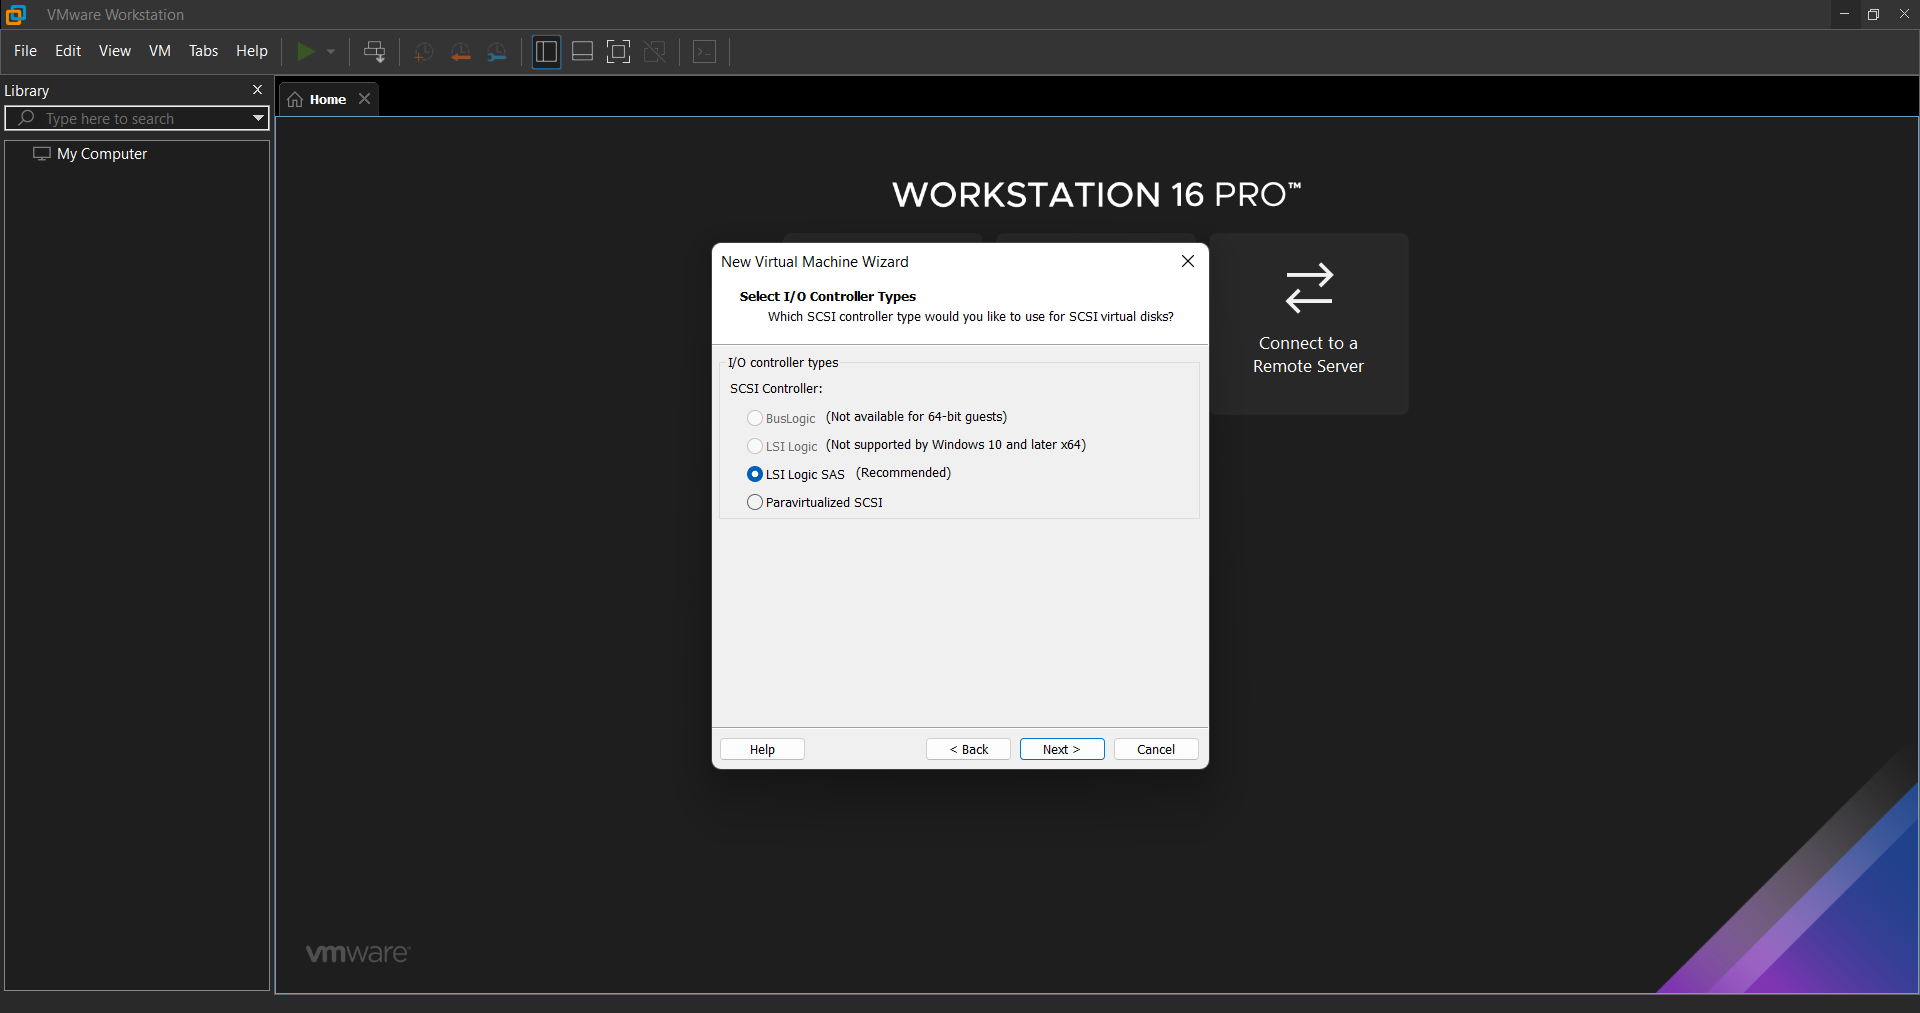 VMware Workstation
File Edit View VM Tabs Help
Library
Type here to search
My Computer
Home
WORKSTATION 16 PRO™
Connect to a
Remote Server
New Virtual Machine Wizard
Select I/O Controller Types
Which SCSI controller type would you like to use for SCSI virtual disks?
I/O controller types
SCSI Controller:
BusLogic (Not available for 64-bit guests)
LSI Logic (Not supported by Windows 10 and later x64)
LSI Logic SAS (Recommended)
Paravirtualized SCSI
Help < Back Next > Cancel
vmware